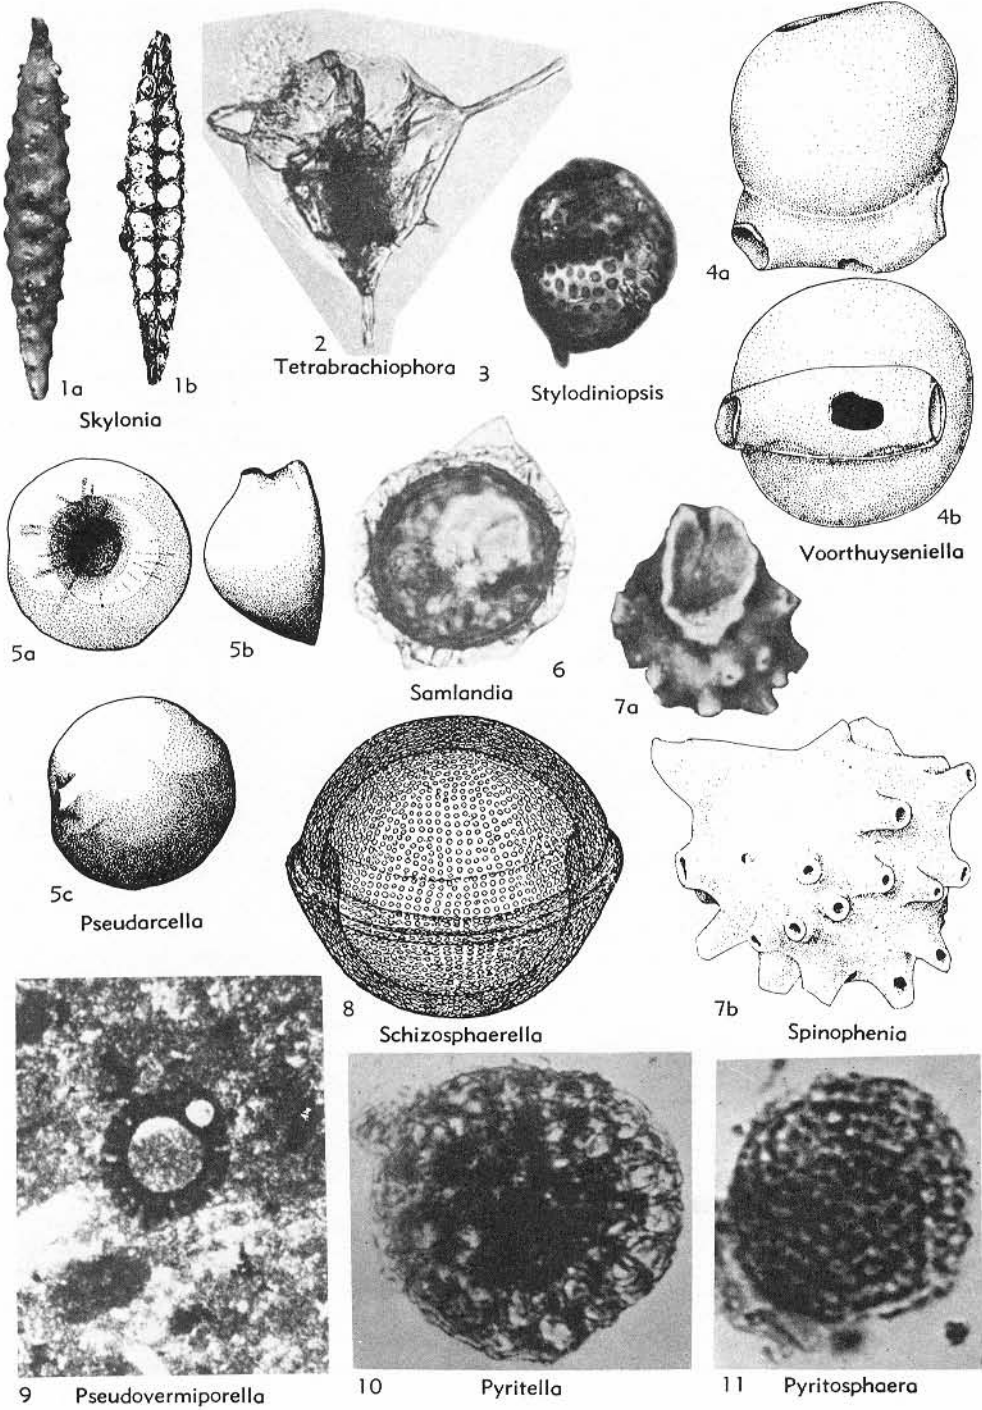 1a
1b
Skylonia
2
Tetrabrachiophora
3
Stylodiniopsis
4a
4b
Voorthuyseniella
5a
5b
5c
Pseudarcella
6
Samlandia
7a
7b
Spinophenia
8
Schizosphaerella
9 Pseudovermiporella
10 Pyritella
11 Pyritosphaera